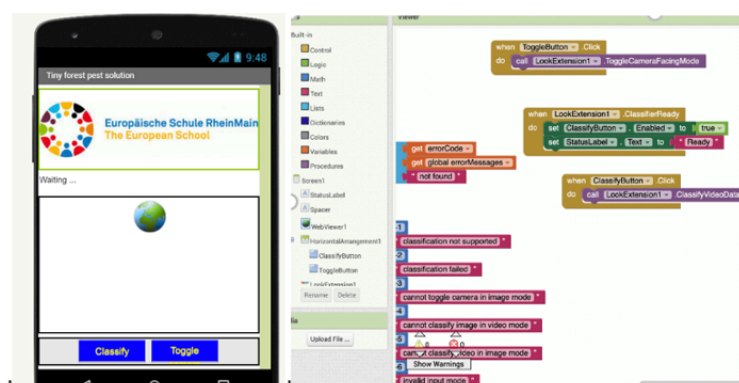 9:48
Tiny forest pest solution
Europäische Schule RheinMain
The European School
Waiting ...
Classify
Toggle
Viewer
Built-in
Control
Logic
Math
Text
Lists
Dictionaries
Colors
Variables
Procedures
Screen1
StatusLabel
Spacer
WebViewer1
HorizontalArrangement1
ClassifyButton
ToggleButton
LookExtension1
Rename Delete
Upload File ...
when ToggleButton .Click
do call LookExtension1 .ToggleCameraFacingMode
when LookExtension1 .ClassifierReady
do set ClassifyButton . Enabled to true
set StatusLabel . Text to " Ready "
when ClassifyButton .Click
do call LookExtension1 .ClassifyVideoData
get errorCode
get global errorMessages
" not found "
-1
classification not supported "
-2
classification failed "
-3
cannot toggle camera in image mode "
-4
cannot classify image in video mode "
-5
cannot classify video in image mode "
-6
invalid input mode "
0 0
Show Warnings